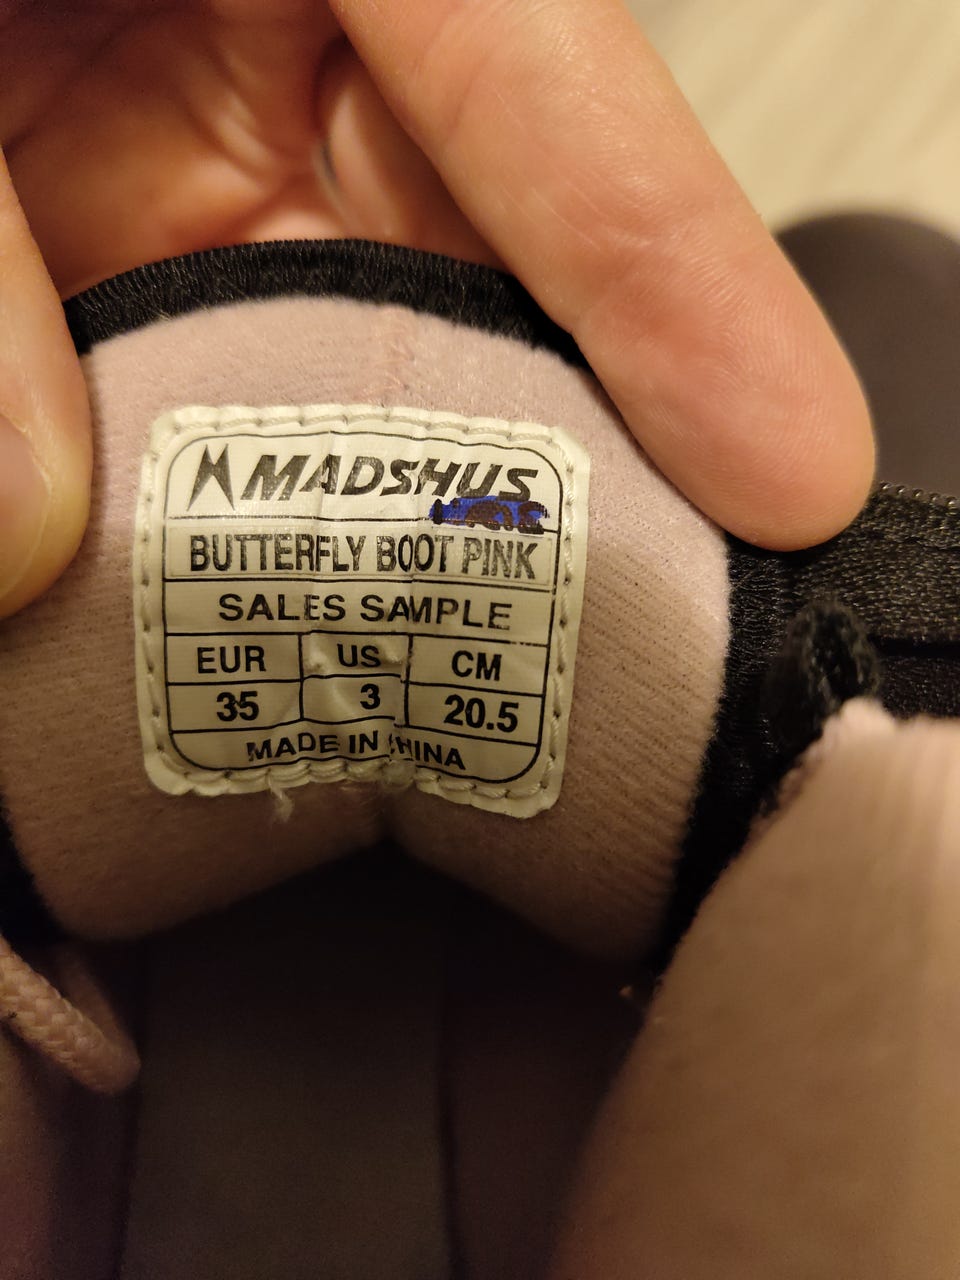 MADSHUS
BUTTERFLY BOOT PINK
SALES SAMPLE
EUR US CM
35 3 20.5
MADE IN CHINA